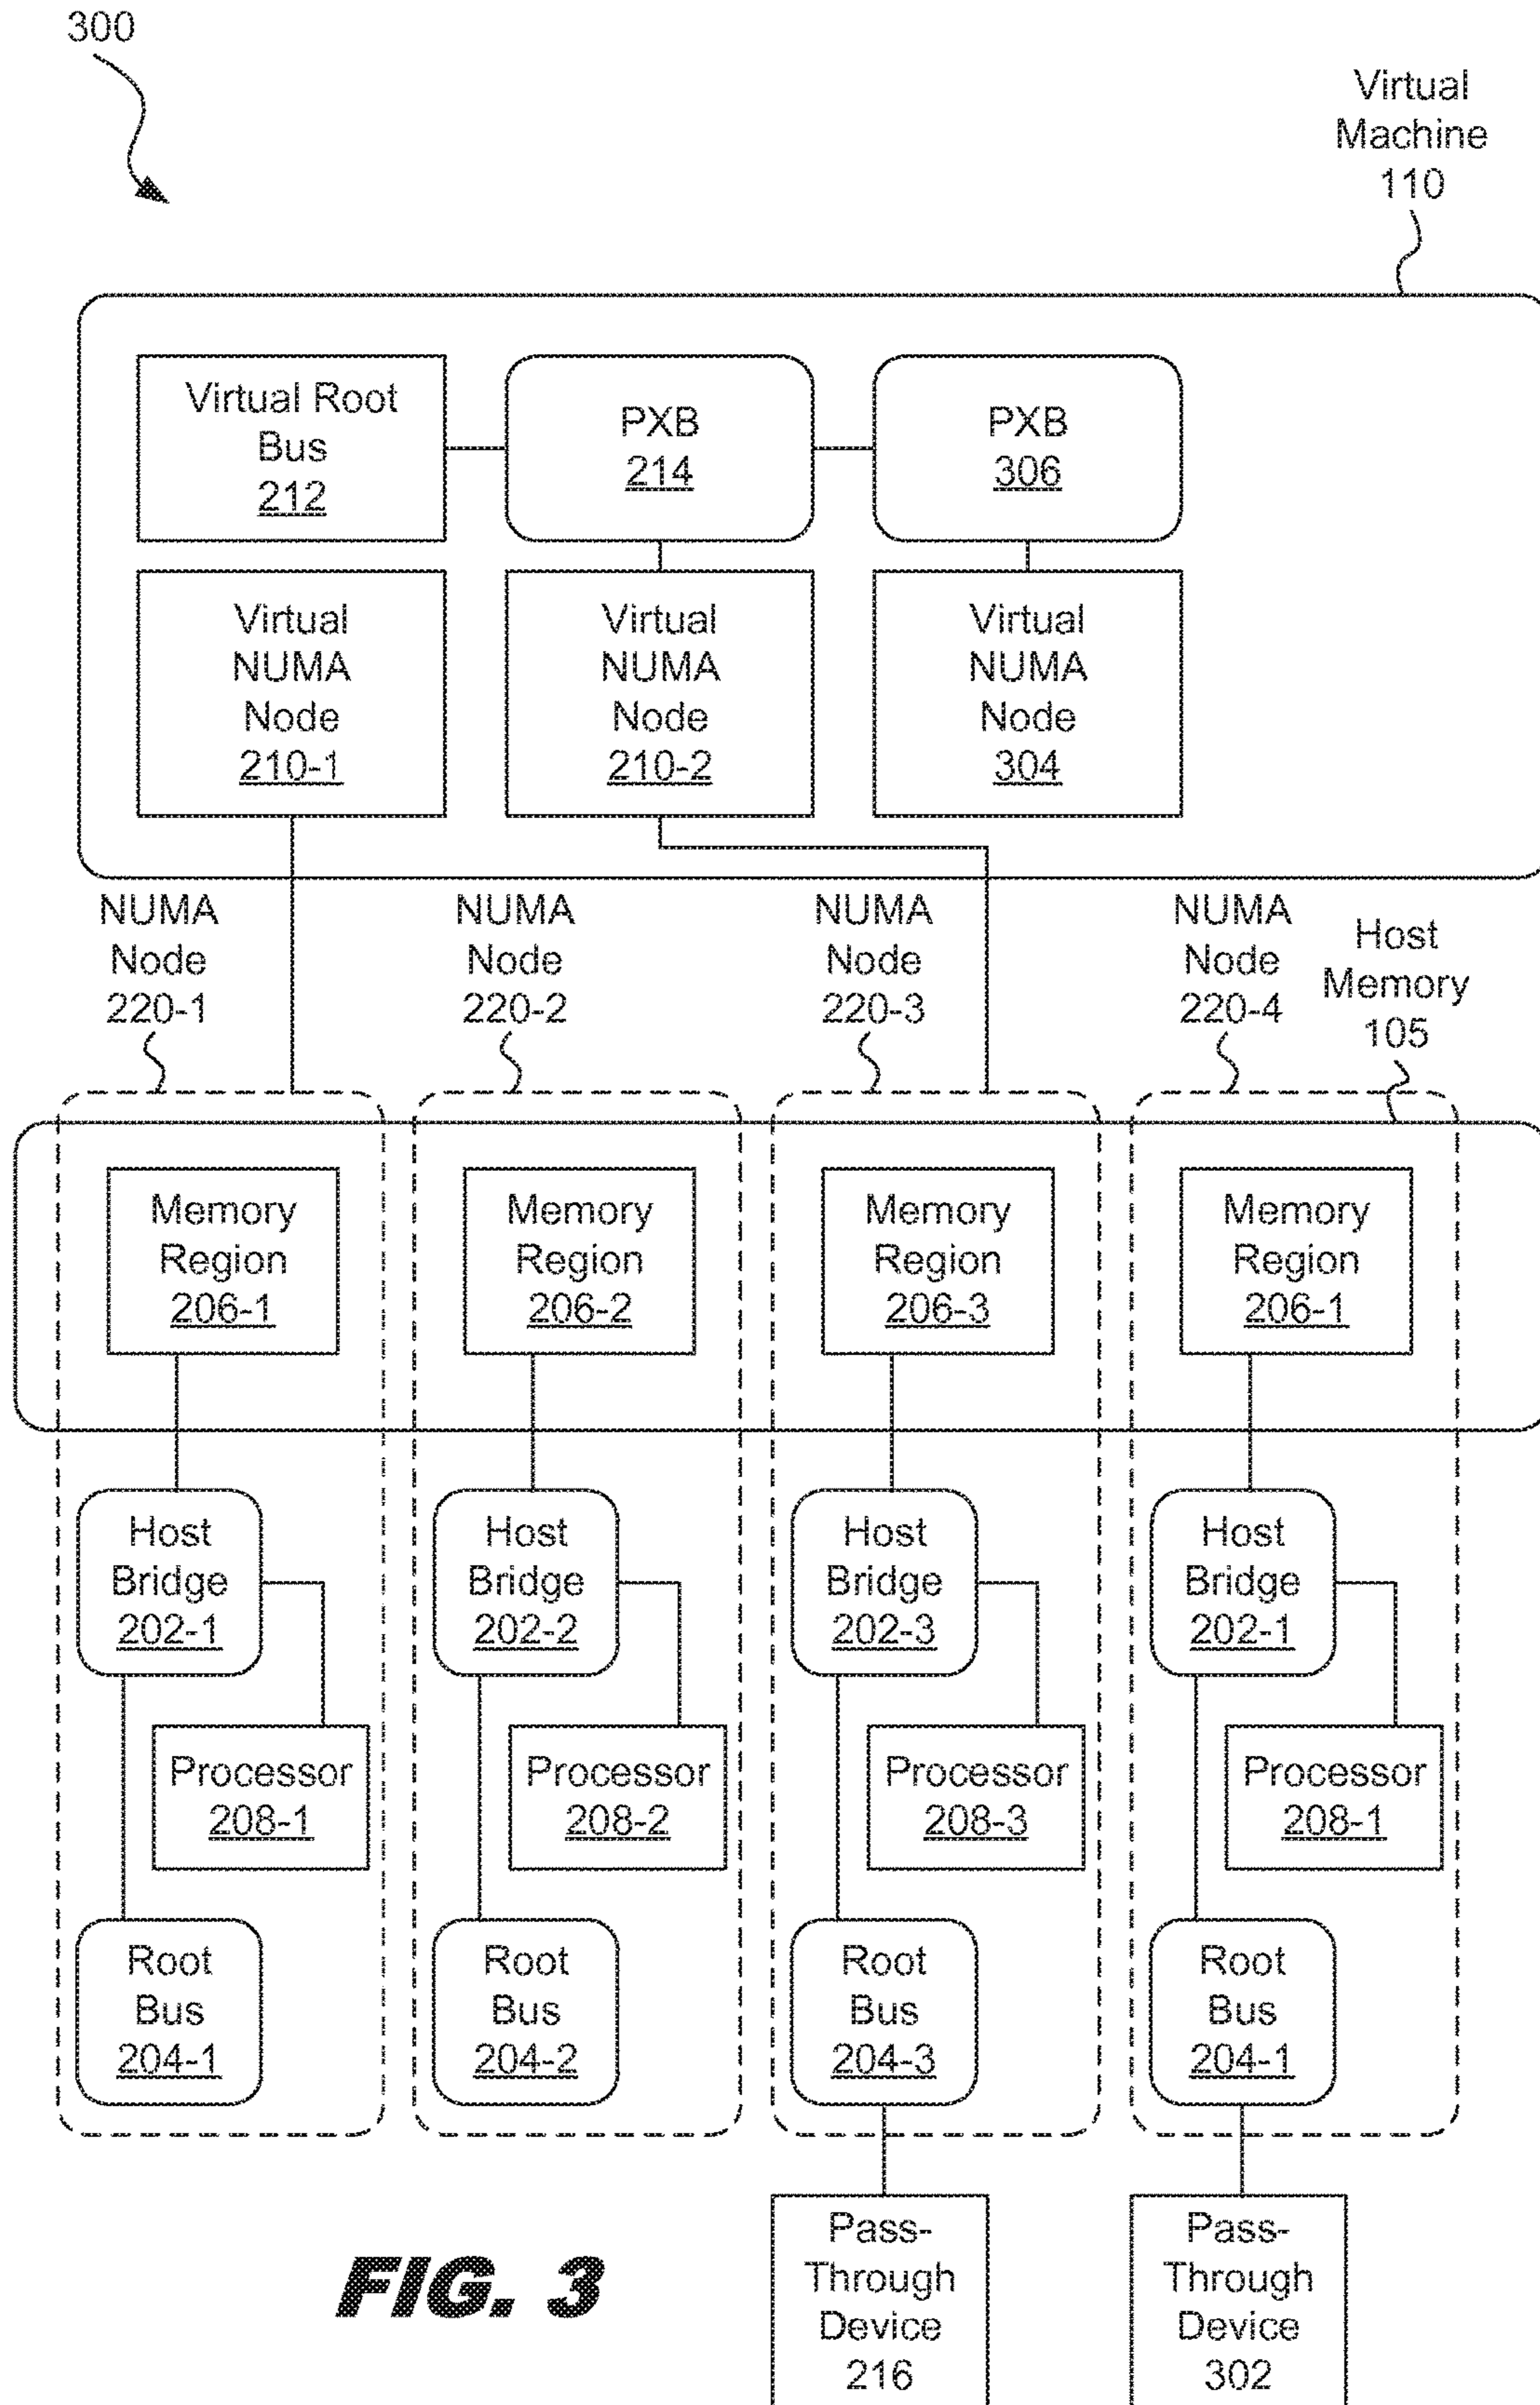 300
Virtual
Machine
110
Virtual Root
Bus
212
PXB
214
PXB
306
Virtual
NUMA
Node
210-1
Virtual
NUMA
Node
210-2
Virtual
NUMA
Node
304
NUMA
Node
220-1
NUMA
Node
220-2
NUMA
Node
220-3
NUMA
Node
220-4
Host
Memory
105
Memory
Region
206-1
Memory
Region
206-2
Memory
Region
206-3
Memory
Region
206-1
Host
Bridge
202-1
Host
Bridge
202-2
Host
Bridge
202-3
Host
Bridge
202-1
Processor
208-1
Processor
208-2
Processor
208-3
Processor
208-1
Root
Bus
204-1
Root
Bus
204-2
Root
Bus
204-3
Root
Bus
204-1
Pass-
Through
Device
216
Pass-
Through
Device
302
FIG. 3